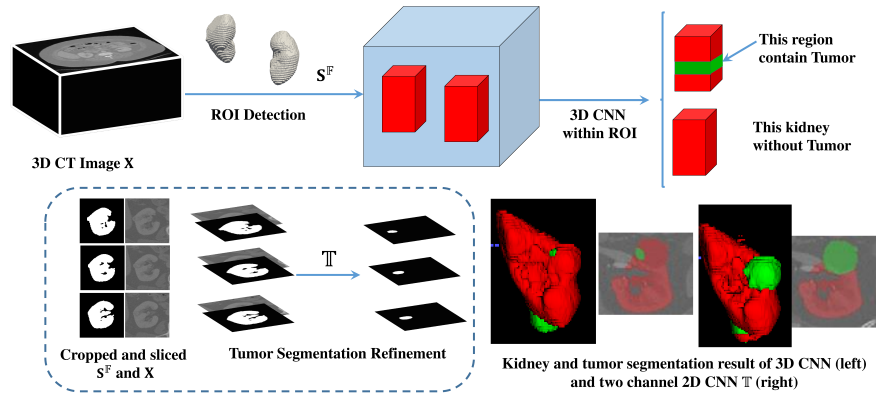 3D CT Image X
ROI Detection
S^𝔽
3D CNN
within ROI
This region
contain Tumor
This kidney
without Tumor
Cropped and sliced
S^𝔽 and X
𝕋
Tumor Segmentation Refinement
Kidney and tumor segmentation result of 3D CNN (left)
and two channel 2D CNN 𝕋 (right)